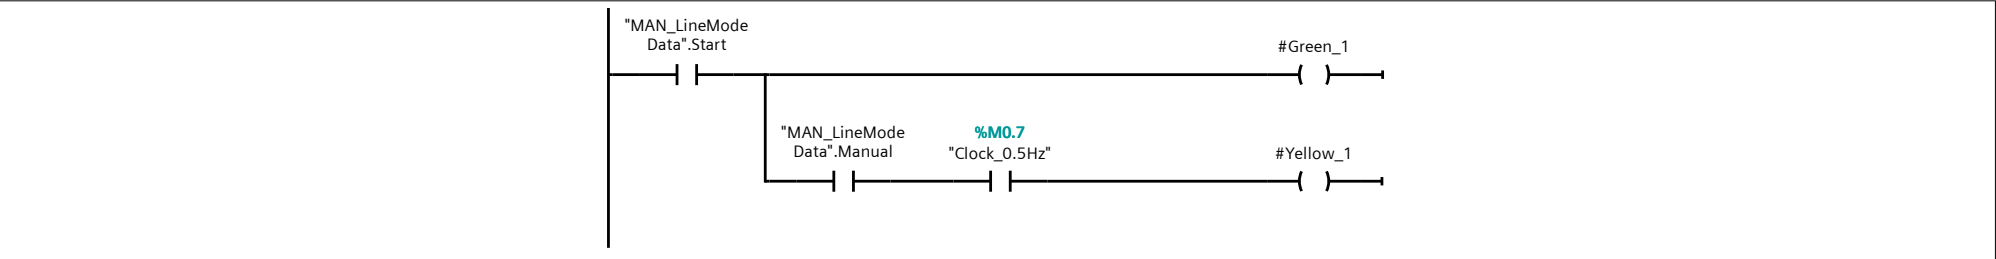 "MAN_LineMode
Data".Start
#Green_1
"MAN_LineMode
Data".Manual
%M0.7
"Clock_0.5Hz"
#Yellow_1